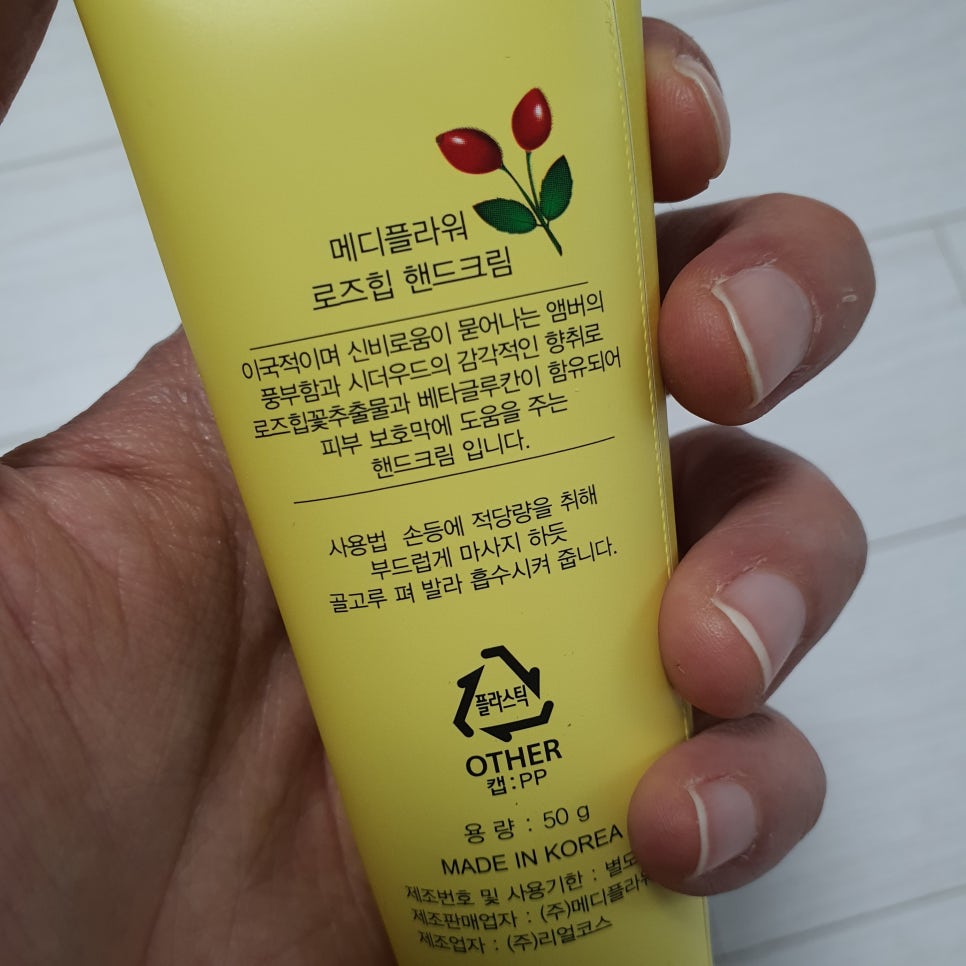 메디플라워
로즈힙 핸드크림
이국적이며 신비로움이 묻어나는 앰버의
풍부함과 시더우드의 감각적인 향취로
로즈힙꽃추출물과 베타글루칸이 함유되어
피부 보호막에 도움을 주는
핸드크림 입니다.
사용법 손등에 적당량을 취해
부드럽게 마사지 하듯
골고루 펴 발라 흡수시켜 줍니다.
플라스틱
OTHER
캡:PP
용 량 : 50 g
MADE IN KOREA
제조번호 및 사용기한 :
제조판매업자 : (주)메디플라워
제조업자 : (주)리얼코스